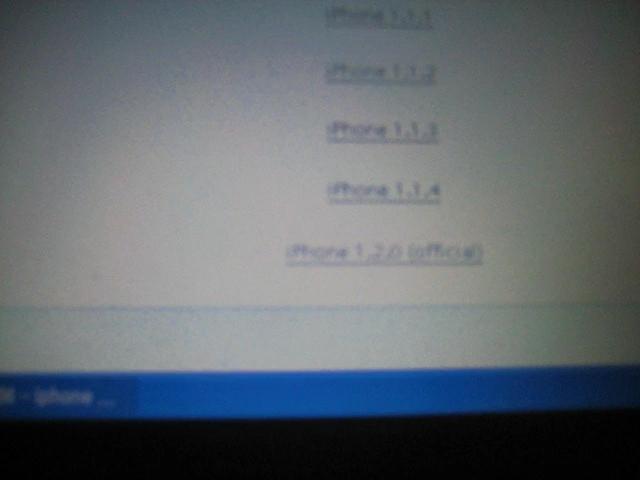 iPhone 1.1.1
iPhone 1.1.2
iPhone 1.1.3
iPhone 1.1.4
iPhone 1.2.0 (official)
- iphone ...